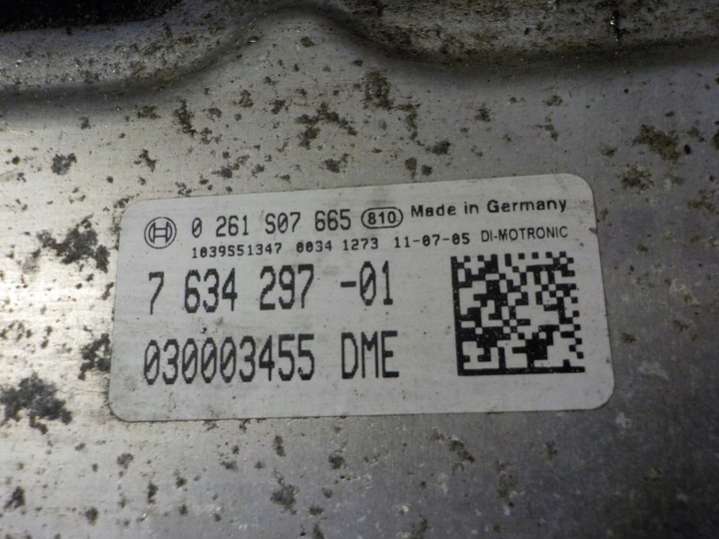 0 261 S07 665 810 Made in Germany
1039S51347 0034 1273 11-07-05 DI-MOTRONIC
7 634 297 -01
030003455 DME